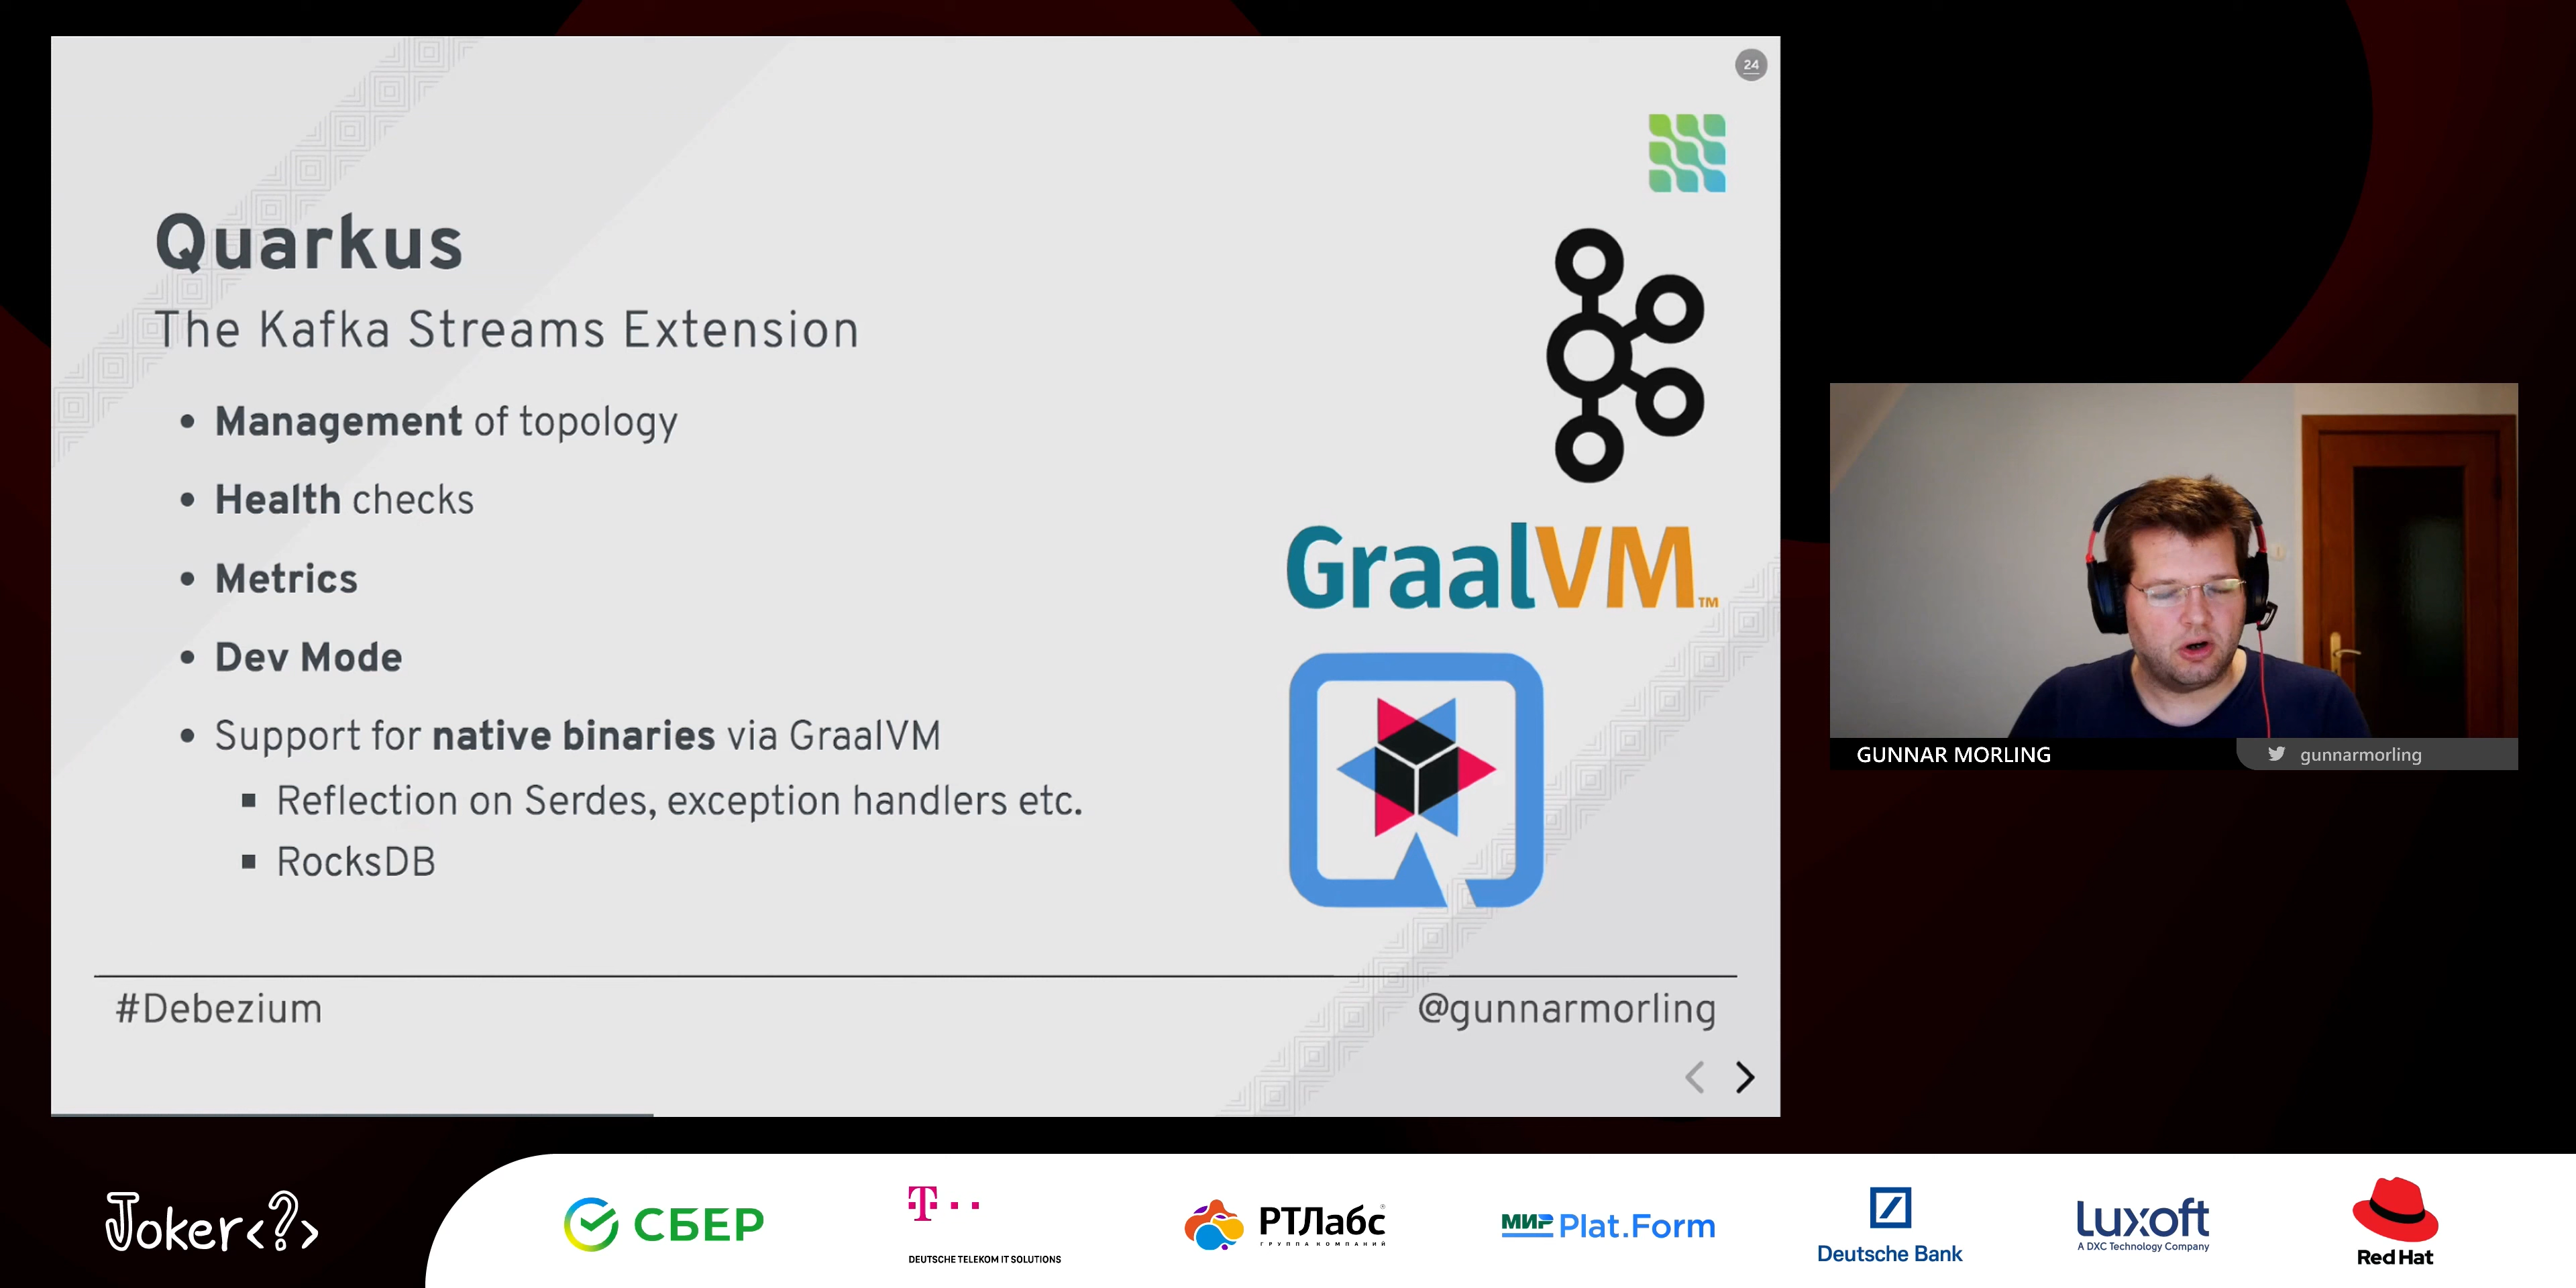 24
Quarkus
The Kafka Streams Extension
• Management of topology
• Health checks
• Metrics
• Dev Mode
• Support for native binaries via GraalVM
▪ Reflection on Serdes, exception handlers etc.
▪ RocksDB
GraalVM™
#Debezium
@gunnarmorling
GUNNAR MORLING
gunnarmorling
Joker<?>
СБЕР
T
DEUTSCHE TELEKOM IT SOLUTIONS
РТЛабс
ГРУППА КОМПАНИЙ
МИР Plat.Form
Deutsche Bank
Luxoft
A DXC Technology Company
Red Hat